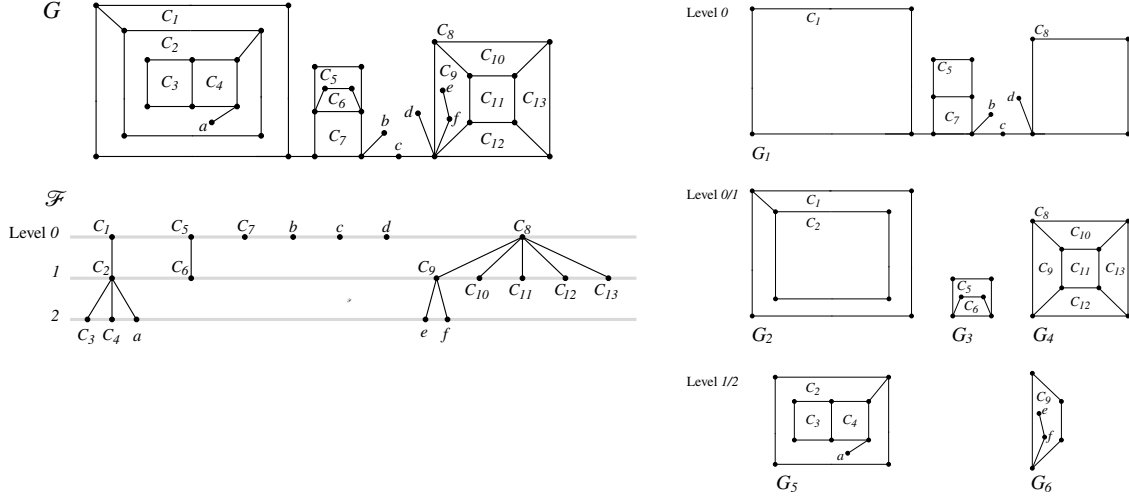 G
C1
C2
C3 C4
a
C5
C6
C7
b
c
d
C8
C9
e
f
C10
C11
C12
C13
ℱ
Level 0
C1 C5 C7 b c d C8
1
C2 C6 C9 C10 C11 C12 C13
2
C3 C4 a e f
Level 0
C1
C5
C7
b
c
d
C8
G1
Level 0/1
C1
C2
G2
C5
C6
G3
C8
C10
C9 C11 C13
C12
G4
Level 1/2
C2
C3 C4
a
G5
C9
e
f
G6